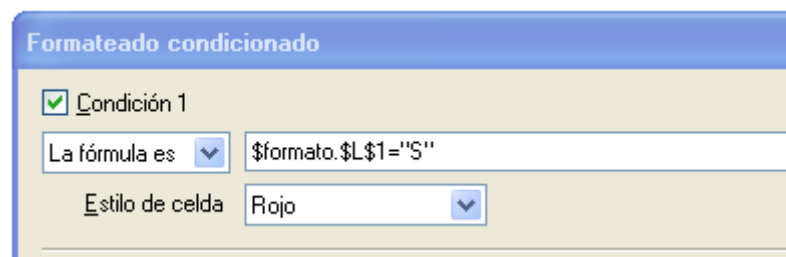 Formateado condicionado
Condición 1
La fórmula es $formato.$L$1="S"
Estilo de celda Rojo